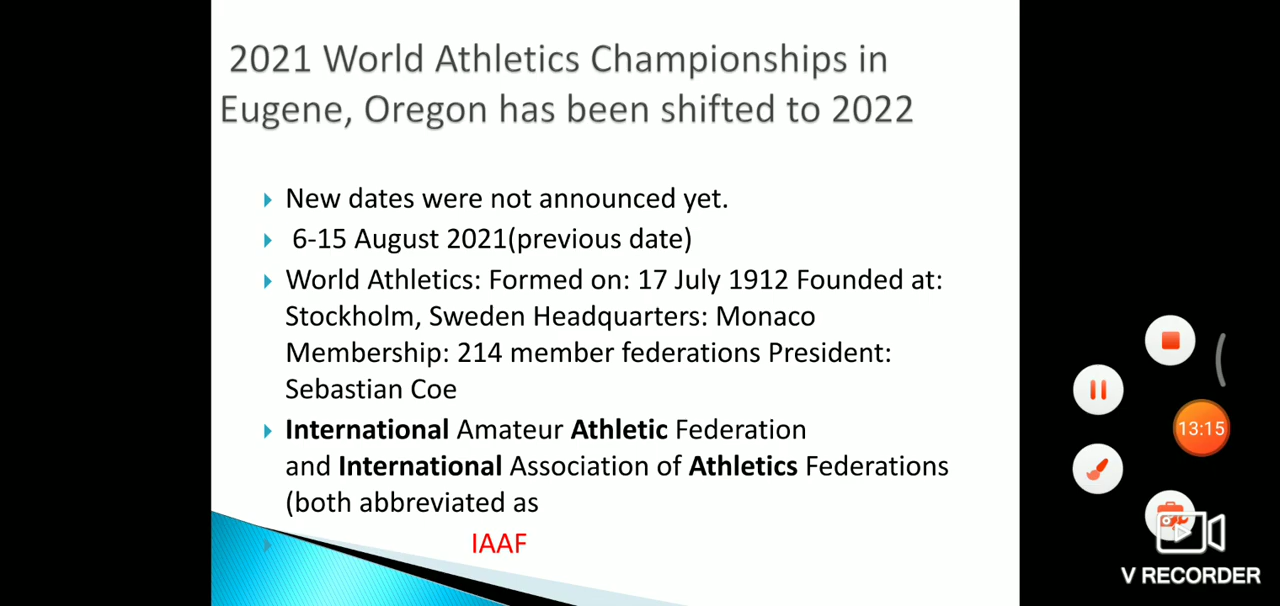 2021 World Athletics Championships in
Eugene, Oregon has been shifted to 2022
New dates were not announced yet.
6-15 August 2021(previous date)
World Athletics: Formed on: 17 July 1912 Founded at:
Stockholm, Sweden Headquarters: Monaco
Membership: 214 member federations President:
Sebastian Coe
International Amateur Athletic Federation
and International Association of Athletics Federations
(both abbreviated as
IAAF
13:15
V RECORDER